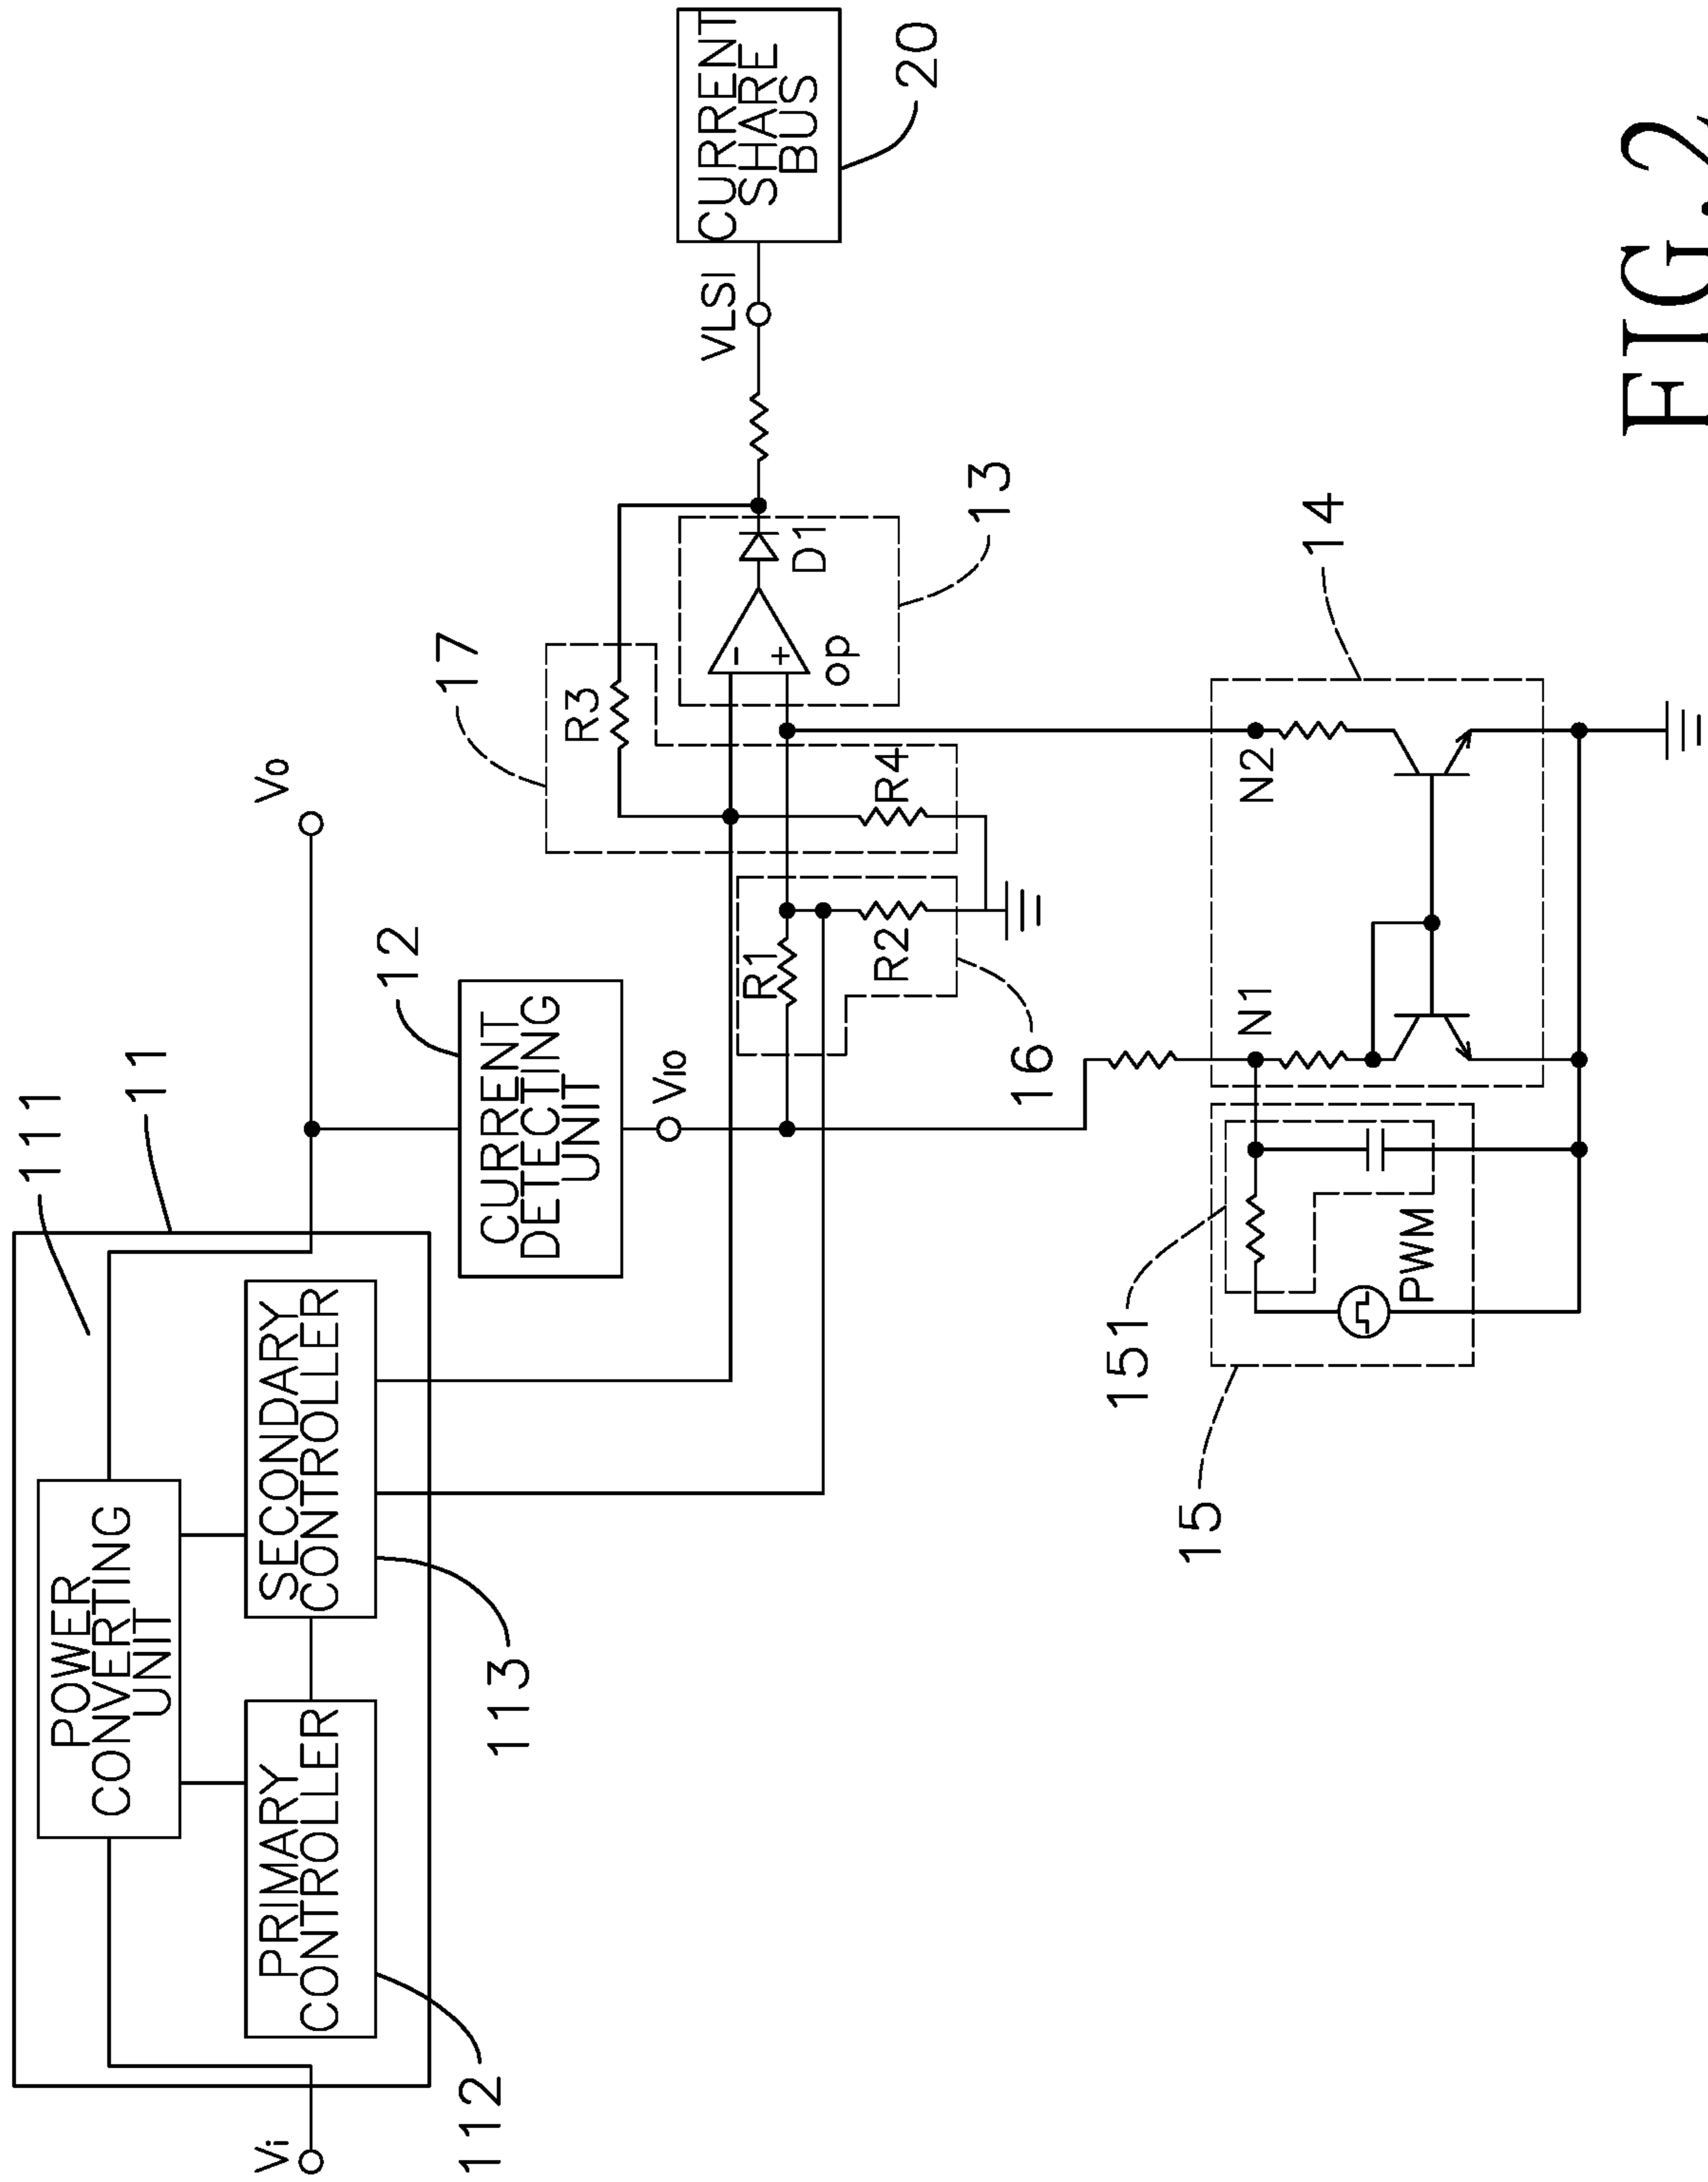 111
11
POWER
CONVERTING
UNIT
Vi
PRIMARY
CONTROLLER
SECONDARY
CONTROLLER
112
113
Vo
12
CURRENT
DETECTING
UNIT
VIO
17
R3
R1
R2
R4
16
-
+
op
D1
13
VLSI
CURRENT
SHARE
BUS
20
151
15
PWM
N1
N2
14
FIG.2